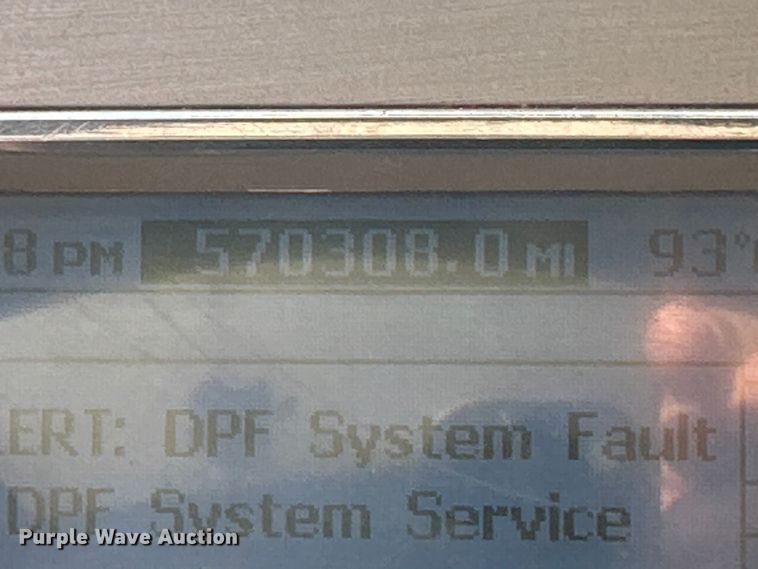 8 PM 570308.0 MI 93°
ERT: DPF System Fault
DPF System Service
Purple Wave Auction